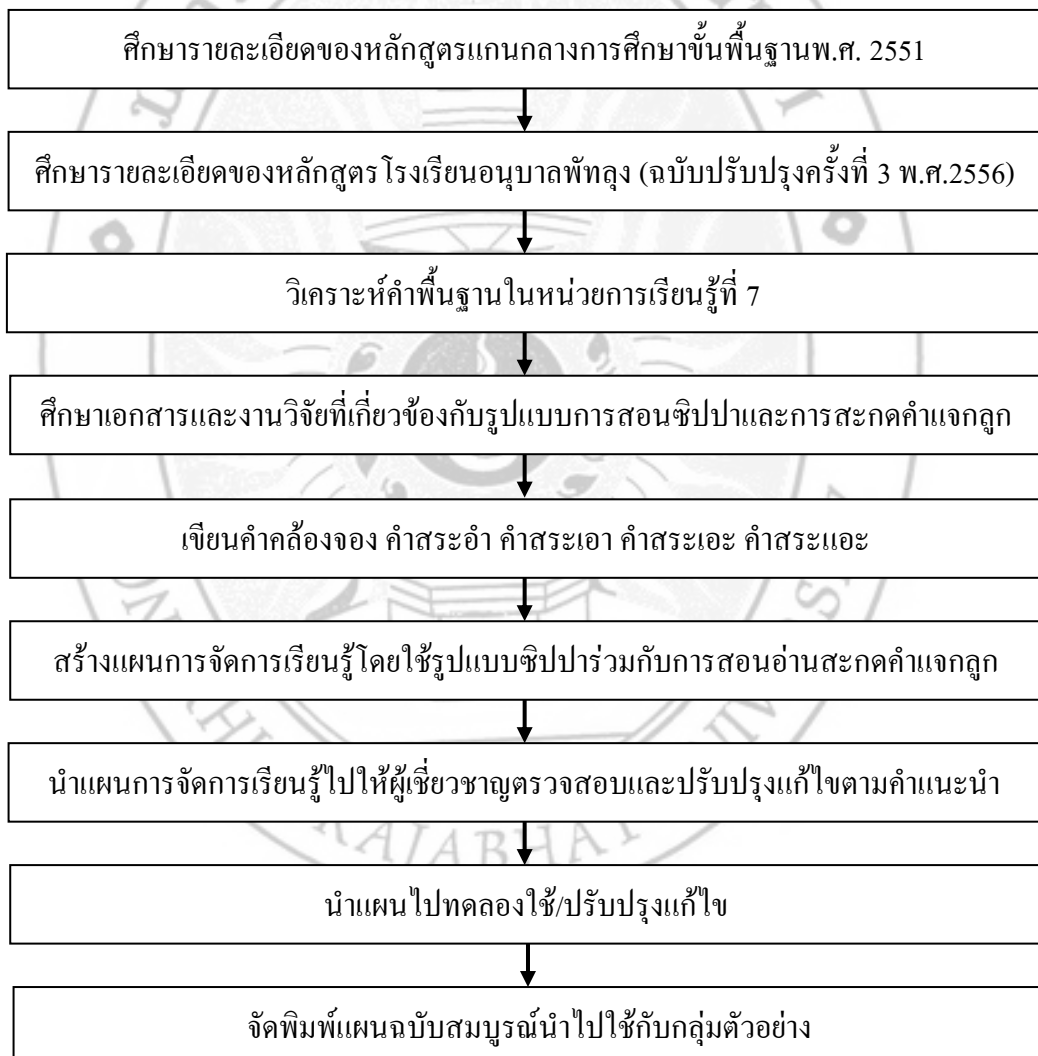 ศึกษารายละเอียดของหลักสูตรแกนกลางการศึกษาขั้นพื้นฐานพ.ศ. 2551
ศึกษารายละเอียดของหลักสูตรโรงเรียนอนุบาลพัทลุง (ฉบับปรับปรุงครั้งที่ 3 พ.ศ.2556)
วิเคราะห์คำพื้นฐานในหน่วยการเรียนรู้ที่ 7
ศึกษาเอกสารและงานวิจัยที่เกี่ยวข้องกับรูปแบบการสอนซิปปาและการสะกดคำแจกลูก
เขียนคำคล้องจอง คำสระอำ คำสระเอา คำสระเอะ คำสระแอะ
สร้างแผนการจัดการเรียนรู้โดยใช้รูปแบบซิปปาร่วมกับการสอนอ่านสะกดคำแจกลูก
นำแผนการจัดการเรียนรู้ไปให้ผู้เชี่ยวชาญตรวจสอบและปรับปรุงแก้ไขตามคำแนะนำ
RAJABHAT
นำแผนไปทดลองใช้/ปรับปรุงแก้ไข
จัดพิมพ์แผนฉบับสมบูรณ์นำไปใช้กับกลุ่มตัวอย่าง